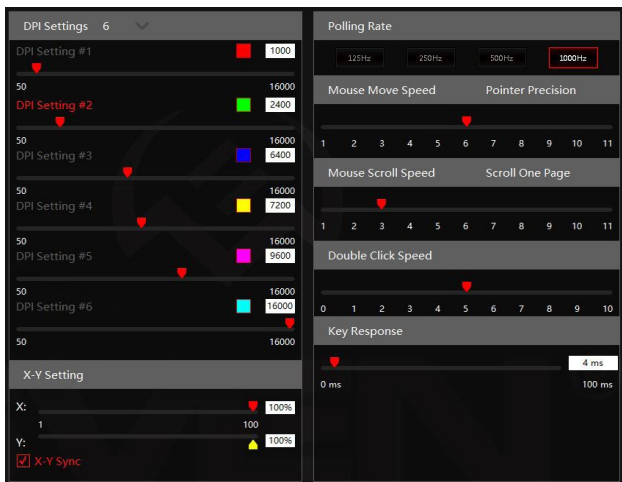 DPI Settings 6
DPI Setting #1 1000
50 16000
DPI Setting #2 2400
50 16000
DPI Setting #3 6400
50 16000
DPI Setting #4 7200
50 16000
DPI Setting #5 9600
50 16000
DPI Setting #6 16000
50 16000
X-Y Setting
X: 100%
1 100
Y: 100%
X-Y Sync
Polling Rate
125Hz 250Hz 500Hz 1000Hz
Mouse Move Speed Pointer Precision
1 2 3 4 5 6 7 8 9 10 11
Mouse Scroll Speed Scroll One Page
1 2 3 4 5 6 7 8 9 10 11
Double Click Speed
0 1 2 3 4 5 6 7 8 9 10
Key Response
4 ms
0 ms 100 ms